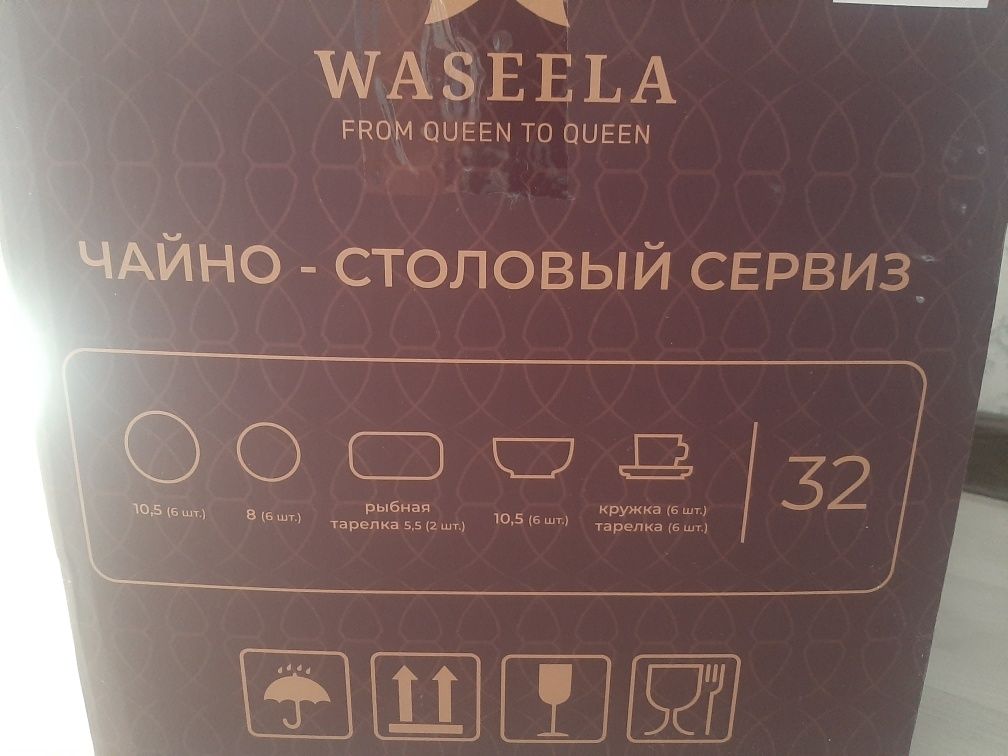 WASEELA
FROM QUEEN TO QUEEN
ЧАЙНО - СТОЛОВЫЙ СЕРВИЗ
10,5 (6 шт.)
8 (6 шт.)
рыбная
тарелка 5,5 (2 шт.)
10,5 (6 шт.)
кружка (6 шт.)
тарелка (6 шт.)
32